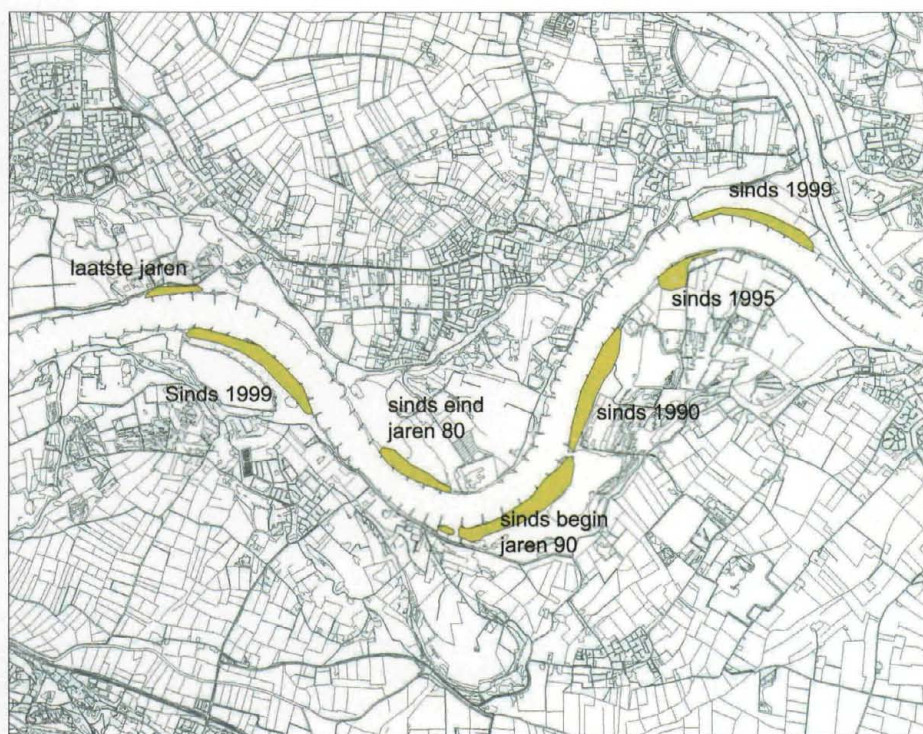 sinds 1999
laatste jaren
sinds 1995
Sinds 1999
sinds eind
jaren 80
sinds 1990
sinds begin
jaren 90